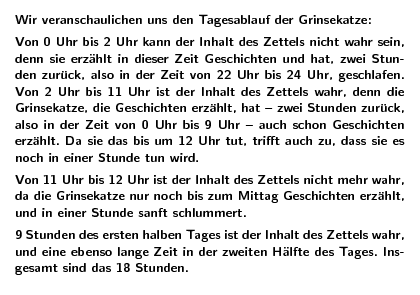 Wir veranschaulichen uns den Tagesablauf der Grinsekatze:
Von 0 Uhr bis 2 Uhr kann der Inhalt des Zettels nicht wahr sein,
denn sie erzählt in dieser Zeit Geschichten und hat, zwei Stun-
den zurück, also in der Zeit von 22 Uhr bis 24 Uhr, geschlafen.
Von 2 Uhr bis 11 Uhr ist der Inhalt des Zettels wahr, denn die
Grinsekatze, die Geschichten erzählt, hat – zwei Stunden zurück,
also in der Zeit von 0 Uhr bis 9 Uhr – auch schon Geschichten
erzählt. Da sie das bis um 12 Uhr tut, trifft auch zu, dass sie es
noch in einer Stunde tun wird.
Von 11 Uhr bis 12 Uhr ist der Inhalt des Zettels nicht mehr wahr,
da die Grinsekatze nur noch bis zum Mittag Geschichten erzählt,
und in einer Stunde sanft schlummert.
9 Stunden des ersten halben Tages ist der Inhalt des Zettels wahr,
und eine ebenso lange Zeit in der zweiten Hälfte des Tages. Ins-
gesamt sind das 18 Stunden.